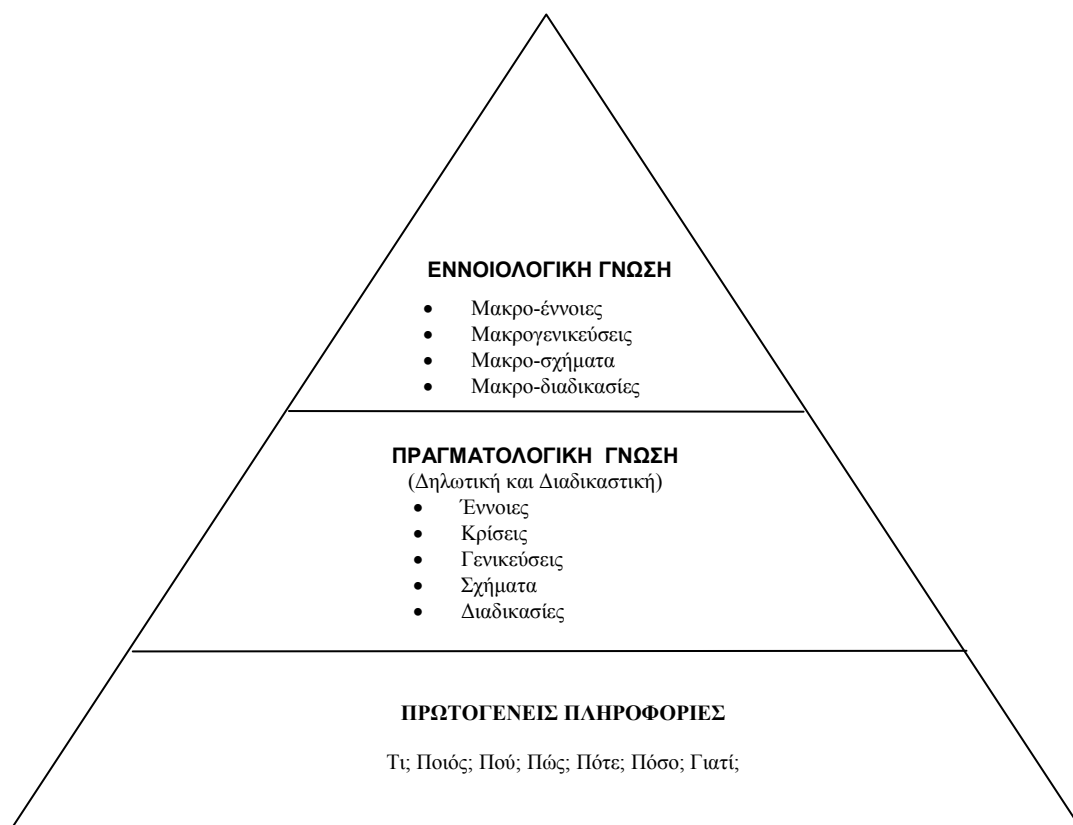 ΕΝΝΟΙΟΛΟΓΙΚΗ ΓΝΩΣΗ
• Μακρο-έννοιες
• Μακρογενικεύσεις
• Μακρο-σχήματα
• Μακρο-διαδικασίες
ΠΡΑΓΜΑΤΟΛΟΓΙΚΗ ΓΝΩΣΗ
(Δηλωτική και Διαδικαστική)
• Έννοιες
• Κρίσεις
• Γενικεύσεις
• Σχήματα
• Διαδικασίες
ΠΡΩΤΟΓΕΝΕΙΣ ΠΛΗΡΟΦΟΡΙΕΣ
Τι; Ποιός; Πού; Πώς; Πότε; Πόσο; Γιατί;